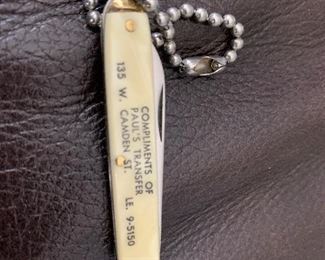 COMPLIMENTS OF
PAUL'S TRANSFER
135 W. CAMDEN ST. LE. 9-5150